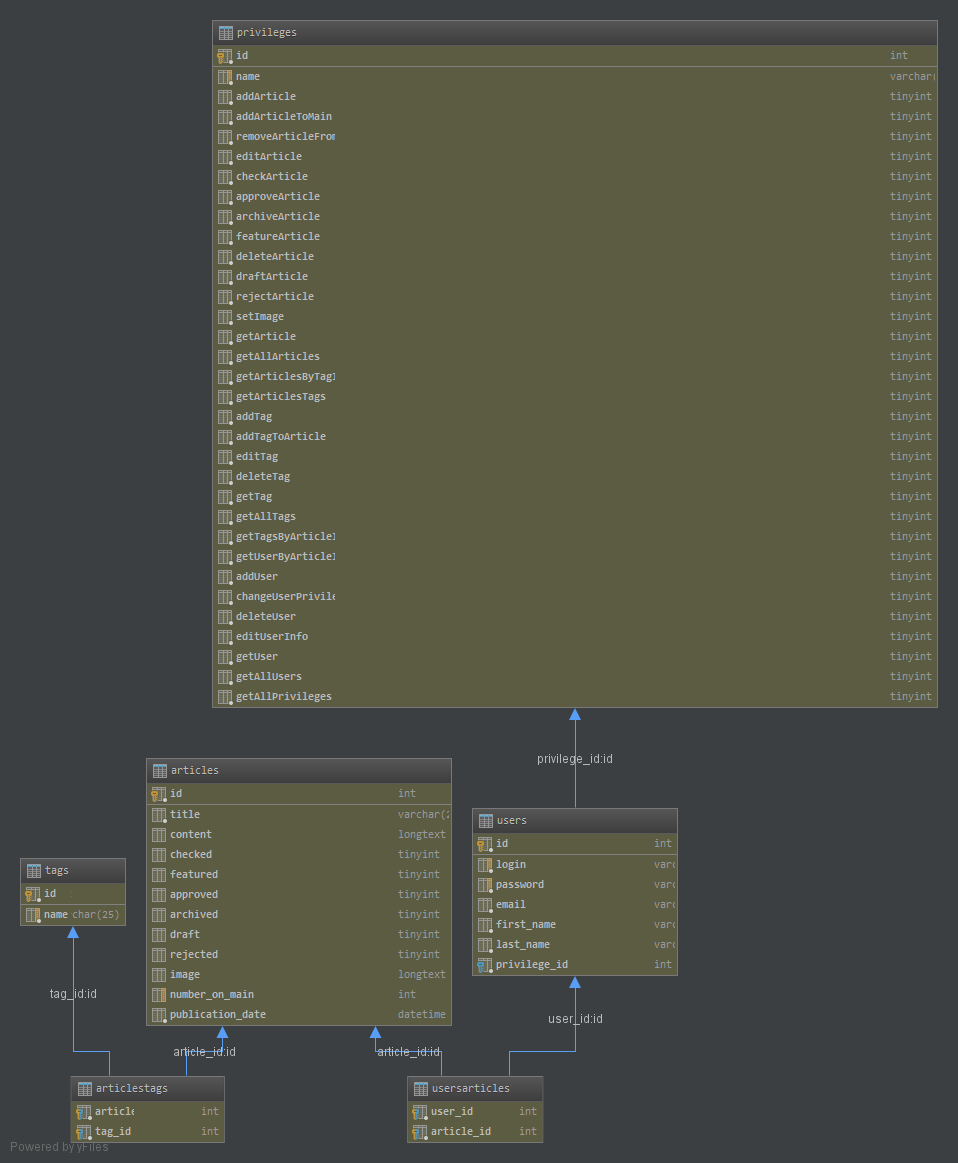 privileges
id int
name varchar(
addArticle tinyint
addArticleToMain tinyint
removeArticleFrom tinyint
editArticle tinyint
checkArticle tinyint
approveArticle tinyint
archiveArticle tinyint
featureArticle tinyint
deleteArticle tinyint
draftArticle tinyint
rejectArticle tinyint
setImage tinyint
getArticle tinyint
getAllArticles tinyint
getArticlesByTagI tinyint
getArticlesTags tinyint
addTag tinyint
addTagToArticle tinyint
editTag tinyint
deleteTag tinyint
getTag tinyint
getAllTags tinyint
getTagsByArticleI tinyint
getUserByArticleI tinyint
addUser tinyint
changeUserPrivile tinyint
deleteUser tinyint
editUserInfo tinyint
getUser tinyint
getAllUsers tinyint
getAllPrivileges tinyint
privilege_id:id
articles
id int
title varchar(2
content longtext
checked tinyint
featured tinyint
approved tinyint
archived tinyint
draft tinyint
rejected tinyint
image longtext
number_on_main int
publication_date datetime
users
id int
login varc
password varc
email varc
first_name varc
last_name varc
privilege_id int
tags
id
name char(25)
tag_id:id
article_id:id
article_id:id
user_id:id
articlestags
article int
tag_id int
usersarticles
user_id int
article_id int
Powered by yFiles